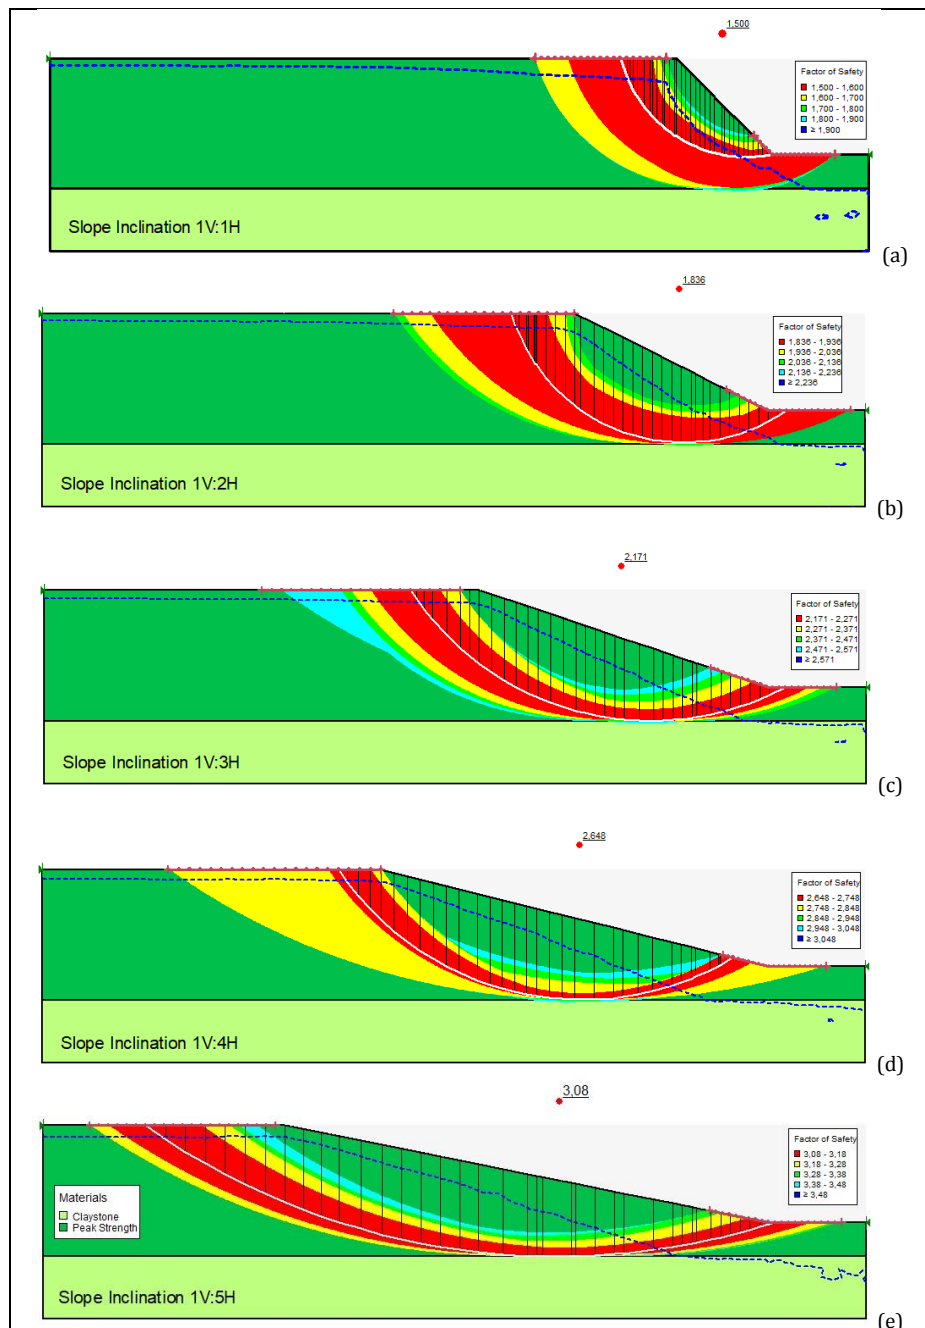 1,500
Factor of Safety
1,500 - 1,600
1,600 - 1,700
1,700 - 1,800
1,800 - 1,900
≥ 1,900
Slope Inclination 1V:1H
(a)
1,836
Factor of Safety
1,836 - 1,936
1,936 - 2,036
2,036 - 2,136
2,136 - 2,236
≥ 2,236
Slope Inclination 1V:2H
(b)
2,171
Factor of Safety
2,171 - 2,271
2,271 - 2,371
2,371 - 2,471
2,471 - 2,571
≥ 2,571
Slope Inclination 1V:3H
(c)
2,648
Factor of Safety
2,648 - 2,748
2,748 - 2,848
2,848 - 2,948
2,948 - 3,048
≥ 3,048
Slope Inclination 1V:4H
(d)
3,08
Factor of Safety
3,08 - 3,18
3,18 - 3,28
3,28 - 3,38
3,38 - 3,48
≥ 3,48
Materials
Claystone
Peak Strength
Slope Inclination 1V:5H
(e)